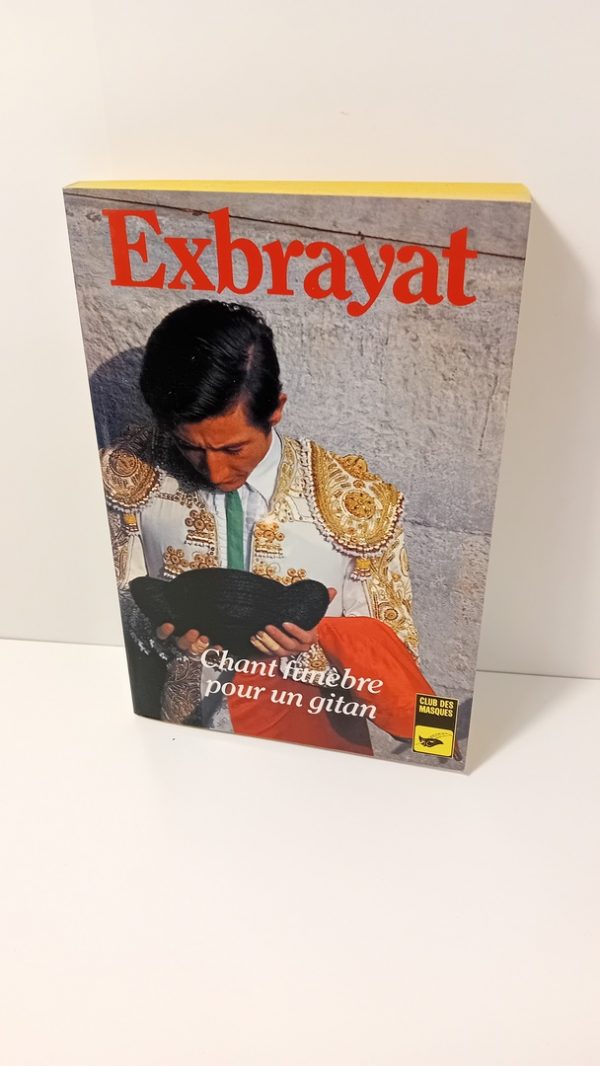 Exbrayat
Chant funèbre
pour un gitan
CLUB DES
MASQUES